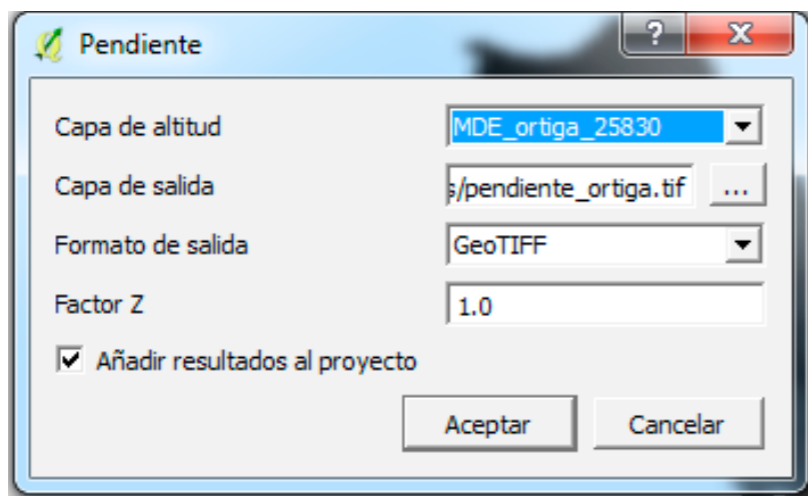 Pendiente
Capa de altitud MDE_ortiga_25830
Capa de salida s/pendiente_ortiga.tif ...
Formato de salida GeoTIFF
Factor Z 1.0
Añadir resultados al proyecto
Aceptar Cancelar